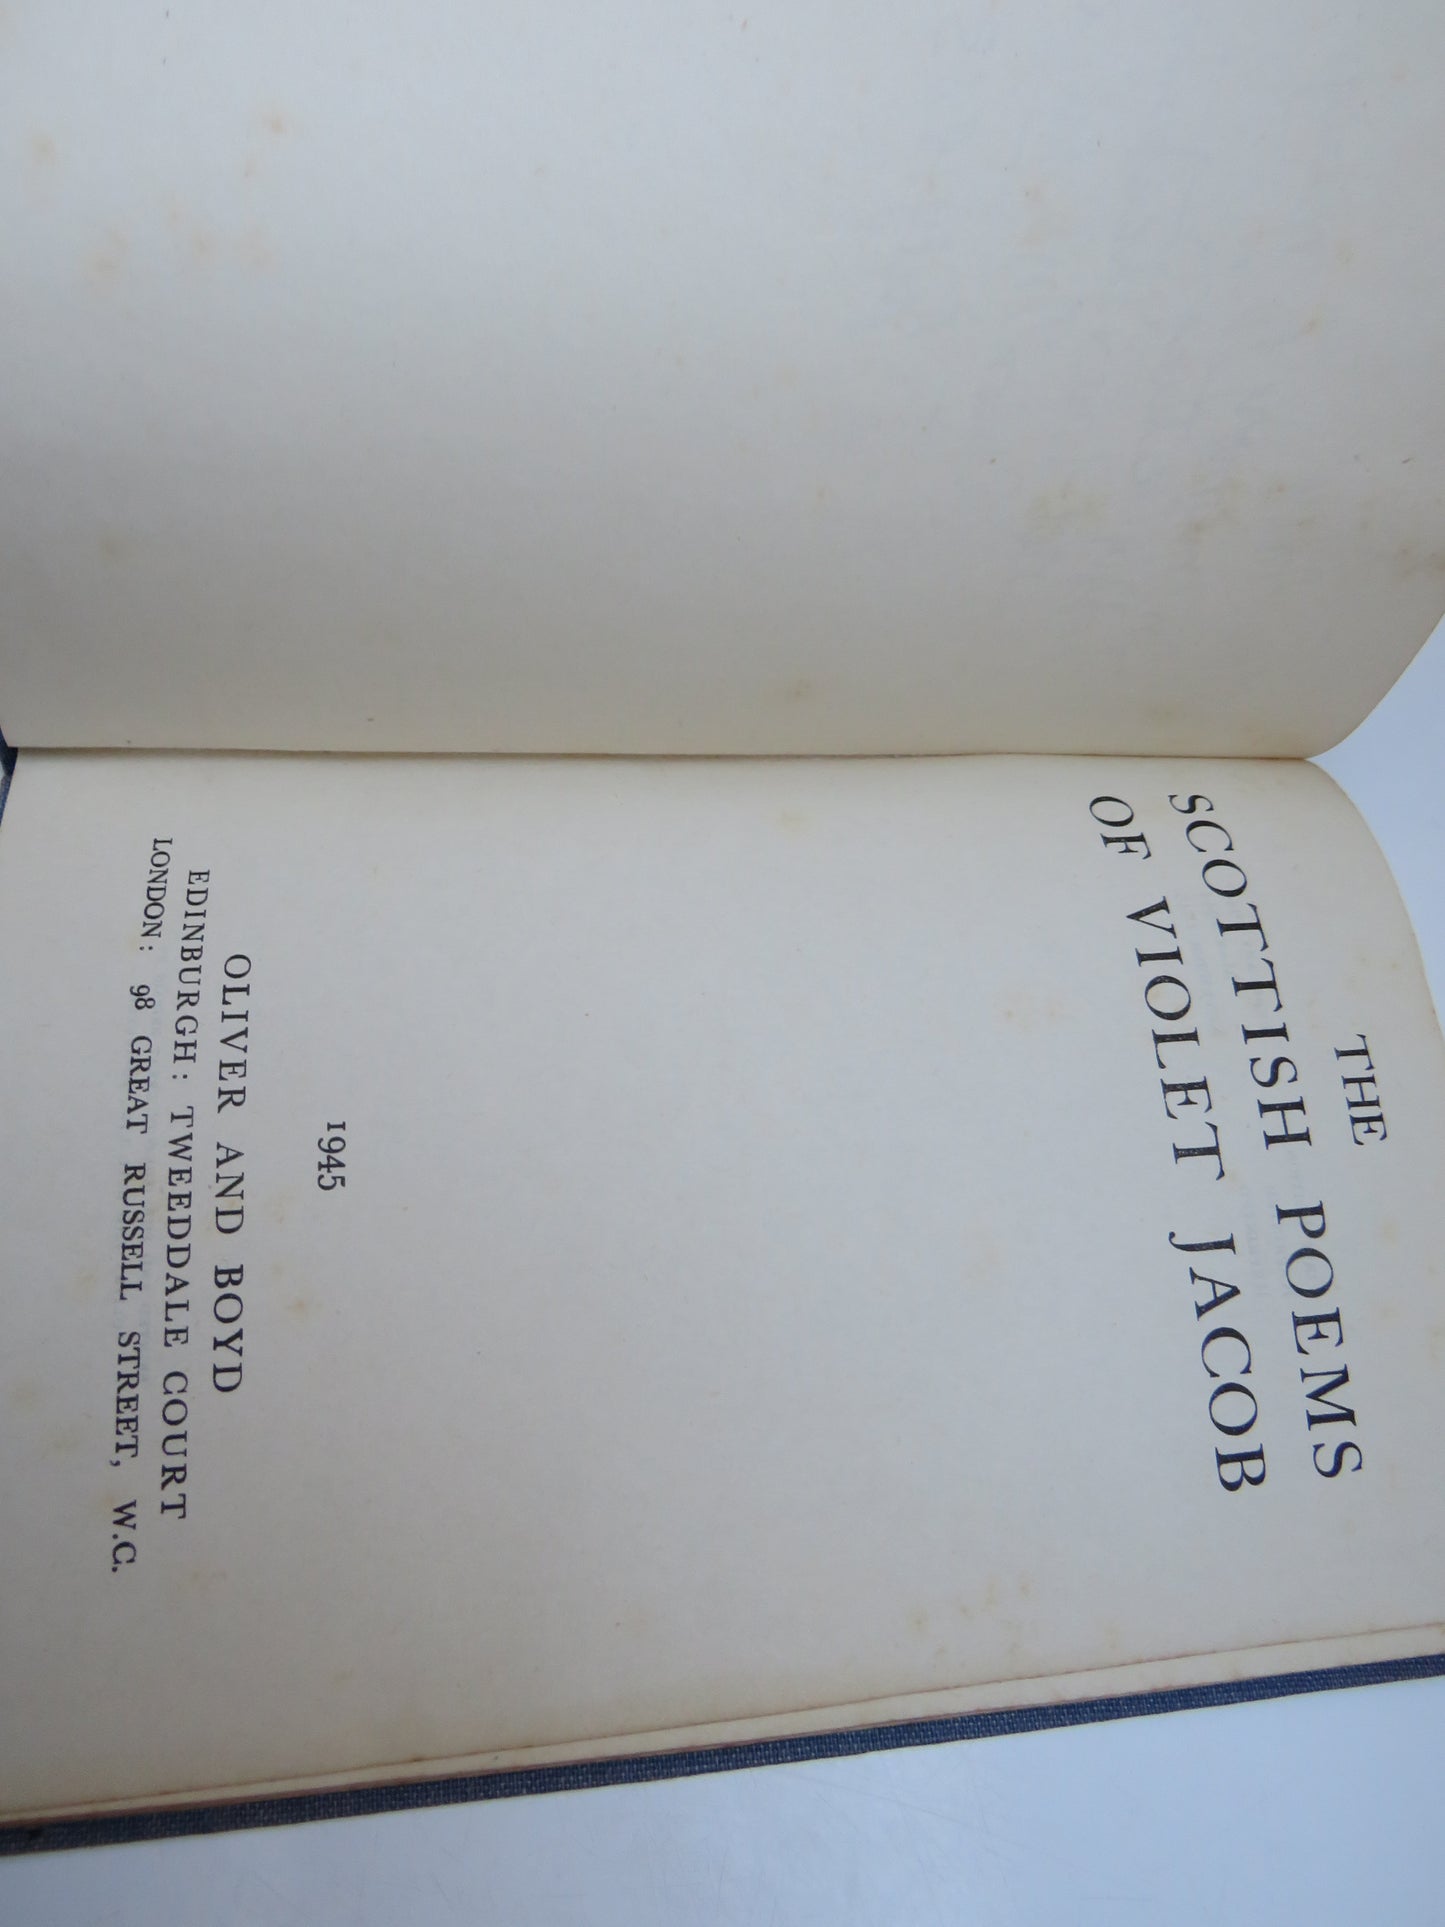 THE
SCOTTISH POEMS
OF VIOLET JACOB
1945
OLIVER AND BOYD
EDINBURGH: TWEEDDALE COURT
LONDON: 98 GREAT RUSSELL STREET, W.C.